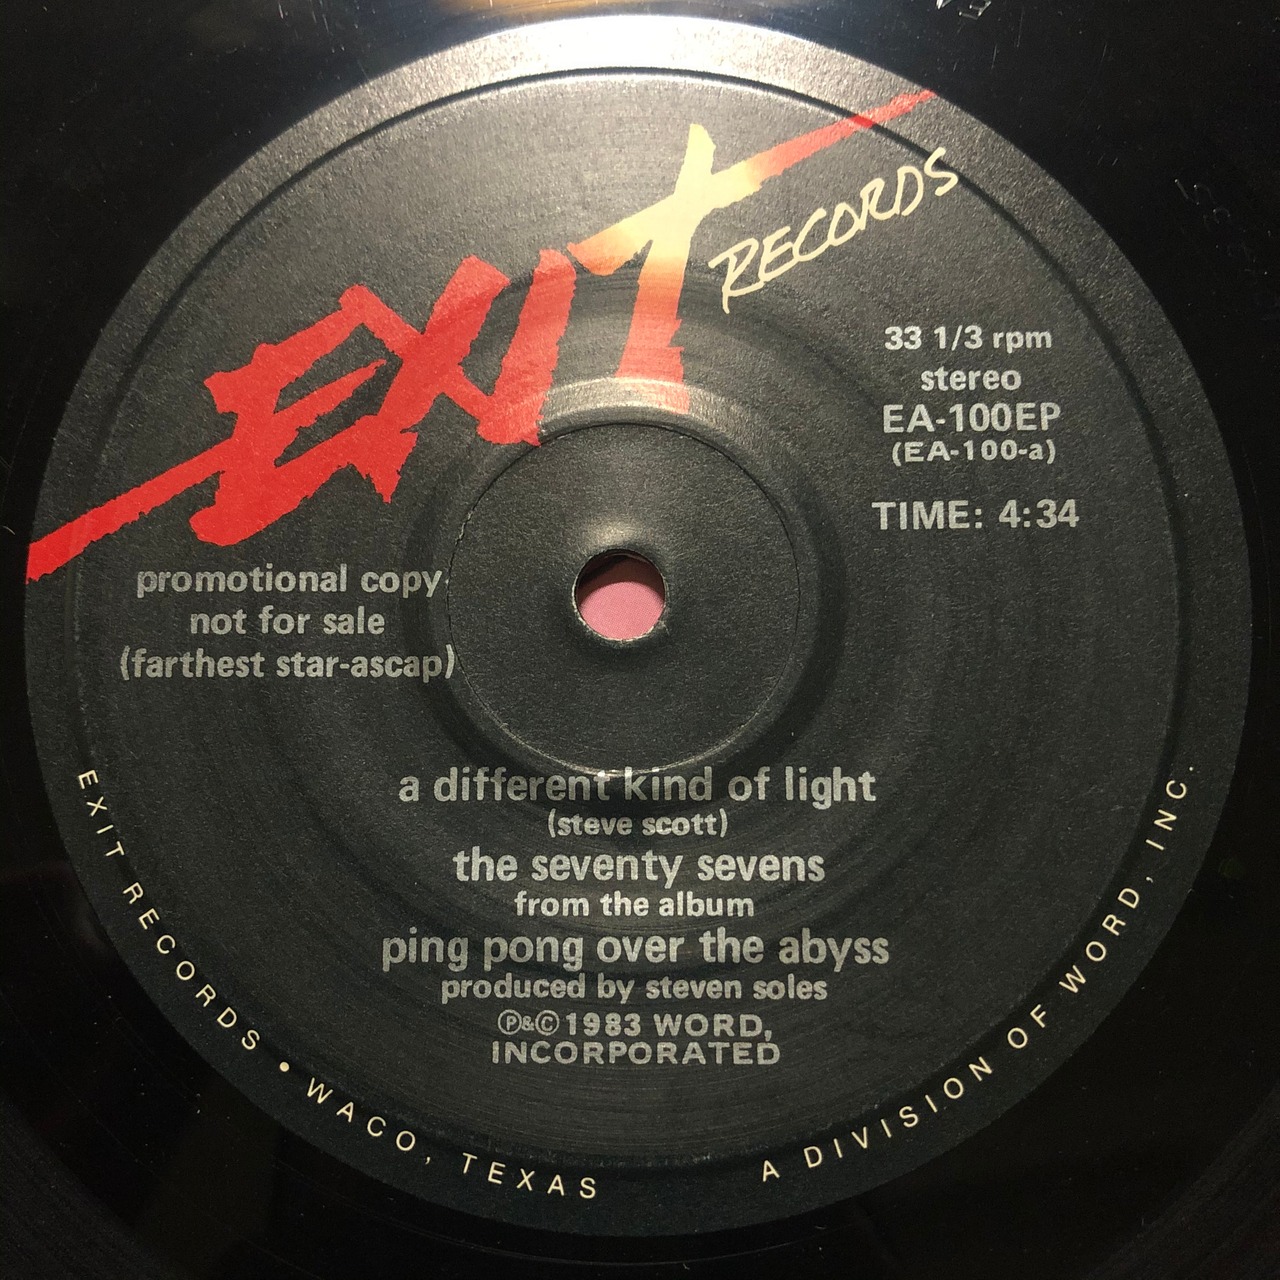 EXIT
RECORDS
33 1/3 rpm
stereo
EA-100EP
(EA-100-a)
TIME: 4:34
promotional copy
not for sale
(farthest star-ascap)
a different kind of light
(steve scott)
the seventy sevens
from the album
ping pong over the abyss
produced by steven soles
℗&© 1983 WORD,
INCORPORATED
EXIT RECORDS • WACO, TEXAS
A DIVISION OF WORD, INC.